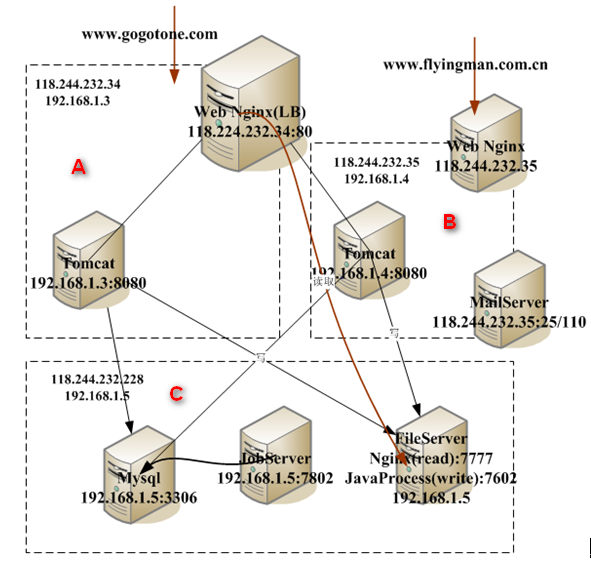 www.gogotone.com
www.flyingman.com.cn
118.244.232.34
192.168.1.3
Web Nginx(LB)
118.224.232.34:80
Web Nginx
118.244.232.35
118.244.232.35
192.168.1.4
A
B
Tomcat
192.168.1.3:8080
Tomcat
192.168.1.4:8080
读取
MailServer
118.244.232.35:25/110
写
写
118.244.232.228
192.168.1.5
C
Mysql
192.168.1.5:3306
JobServer
192.168.1.5:7802
FileServer
Nginx(read):7777
JavaProcess(write):7602
192.168.1.5